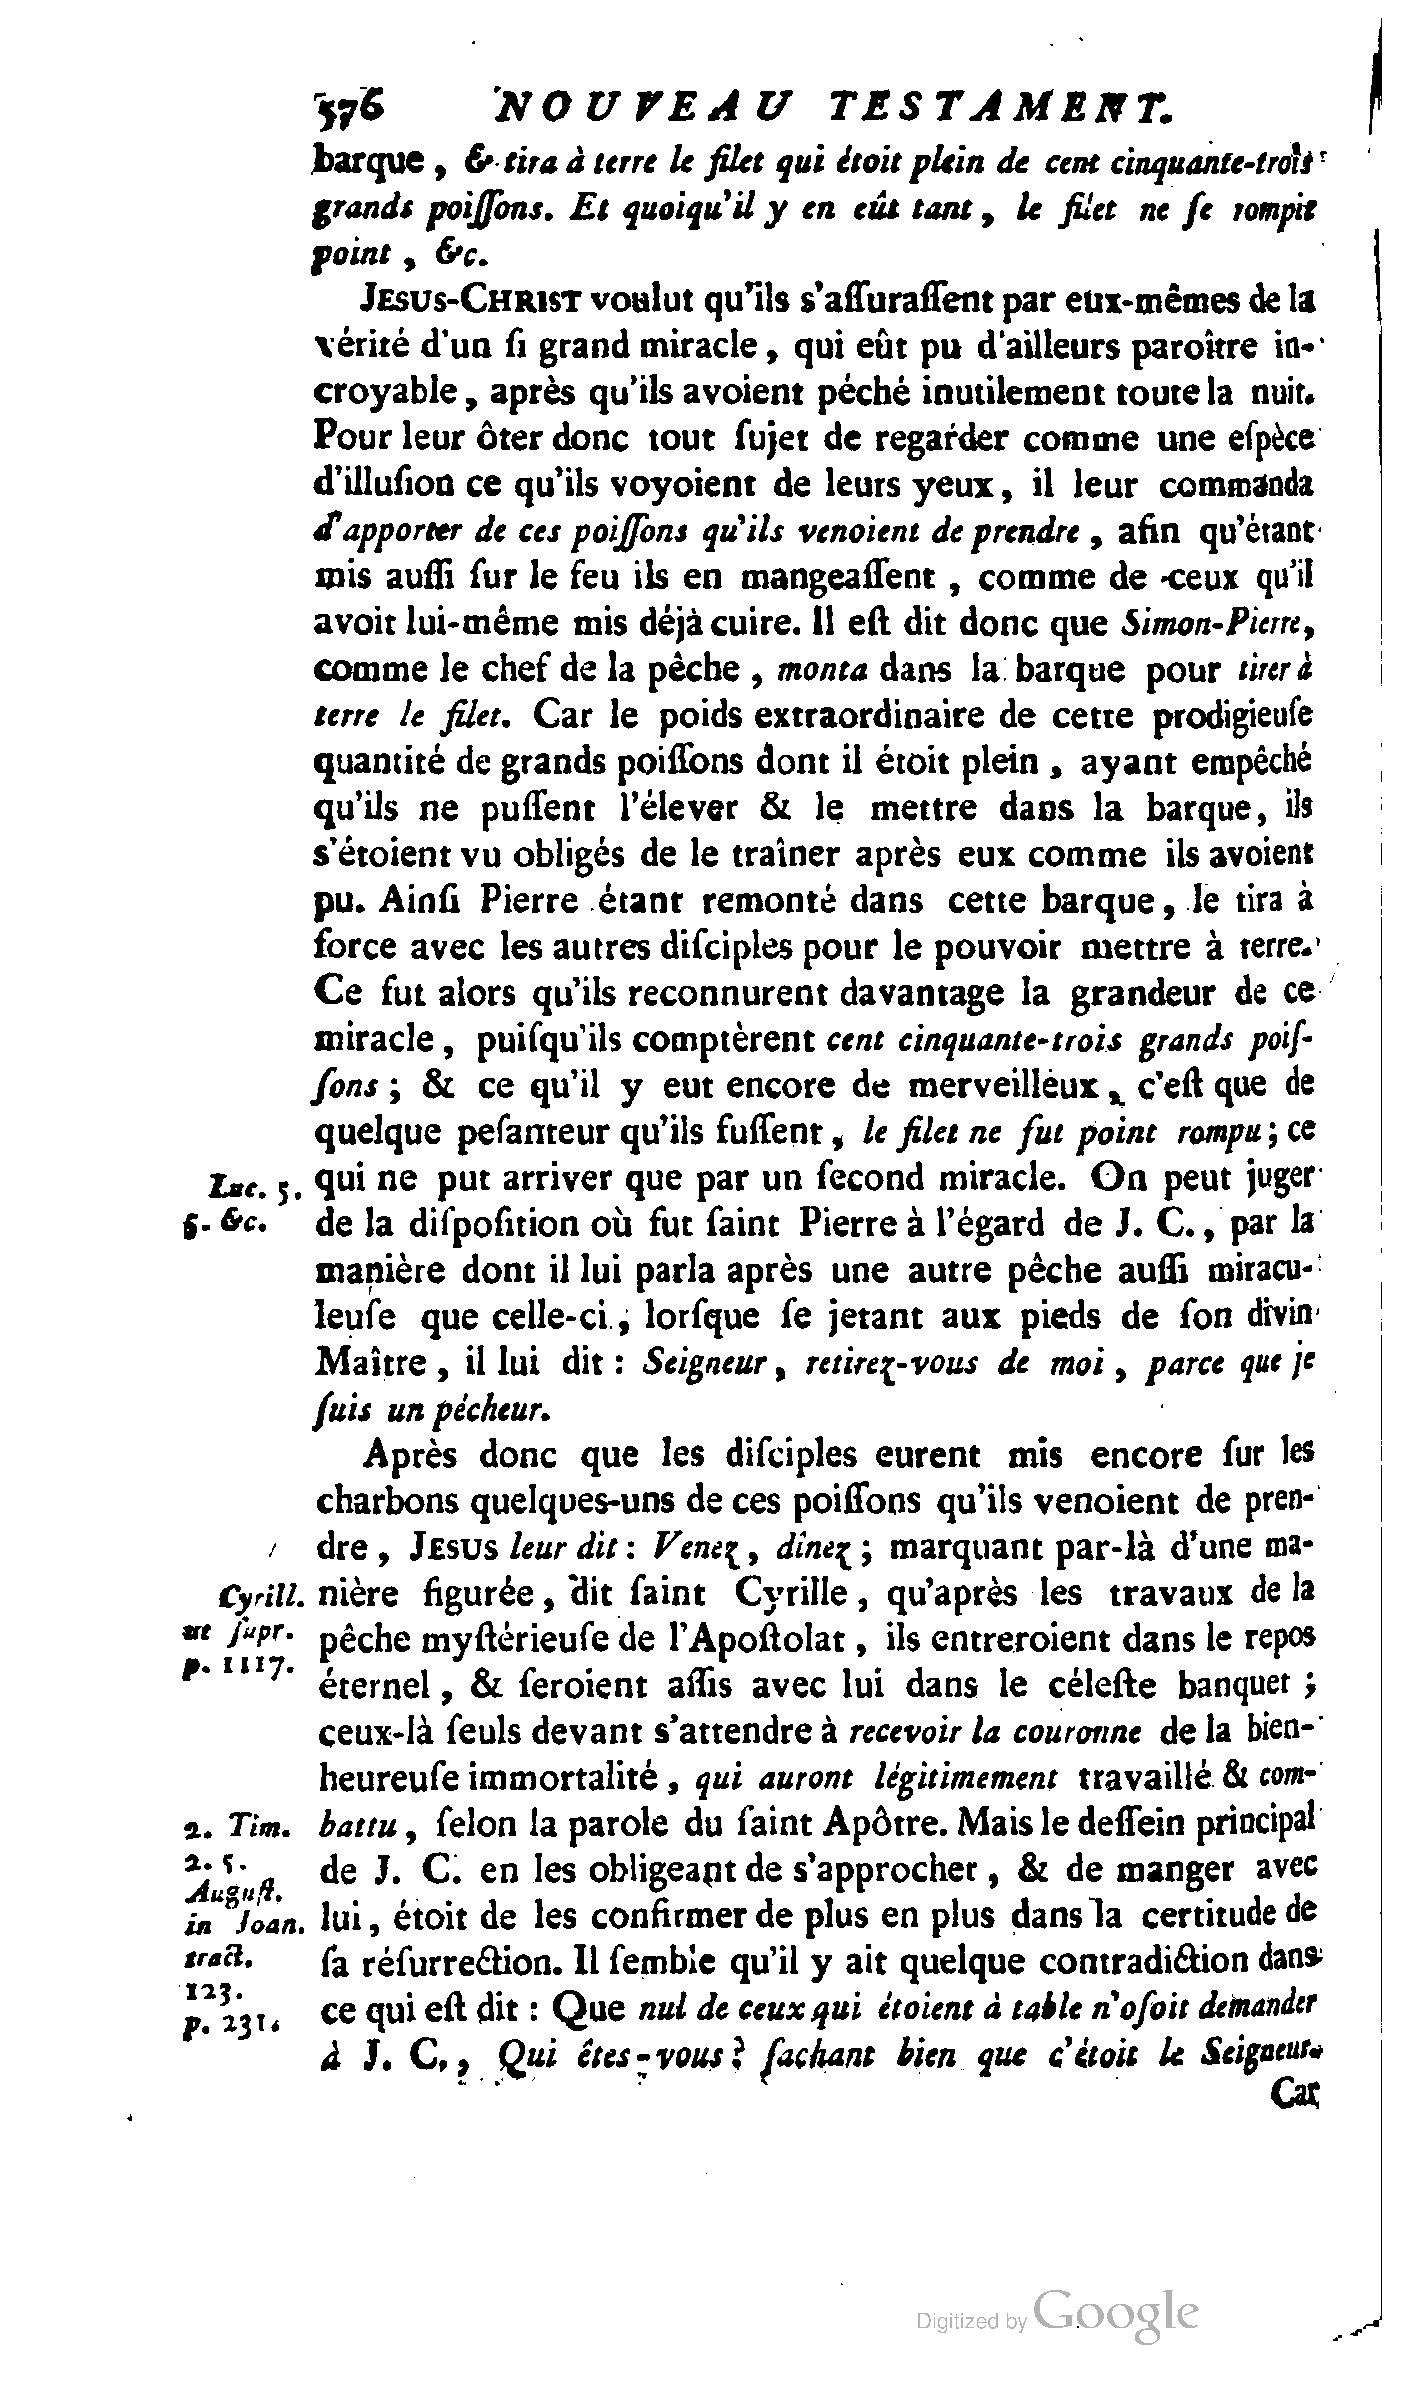 576 NOUVEAU TESTAMENT.
barque, & tira à terre le filet qui étoit plein de cent cinquante-trois
grands poiſſons. Et quoiqu'il y en eût tant, le filet ne ſe rompit
point, &c.
JESUS-CHRIST voulut qu'ils s'aſſuraſſent par eux-mêmes de la
vérité d'un ſi grand miracle, qui eût pu d'ailleurs paroître in-
croyable, après qu'ils avoient péché inutilement toute la nuit.
Pour leur ôter donc tout ſujet de regarder comme une eſpèce
d'illuſion ce qu'ils voyoient de leurs yeux, il leur commanda
d'apporter de ces poiſſons qu'ils venoient de prendre, afin qu'étant
mis auſſi ſur le feu ils en mangeaſſent, comme de ceux qu'il
avoit lui-même mis déjà cuire. Il eſt dit donc que Simon-Pierre,
comme le chef de la pêche, monta dans la barque pour tirer à
terre le filet. Car le poids extraordinaire de cette prodigieuſe
quantité de grands poiſſons dont il étoit plein, ayant empêché
qu'ils ne puſſent l'élever & le mettre dans la barque, ils
s'étoient vu obligés de le traîner après eux comme ils avoient
pu. Ainſi Pierre étant remonté dans cette barque, le tira à
force avec les autres diſciples pour le pouvoir mettre à terre.
Ce fut alors qu'ils reconnurent davantage la grandeur de ce
miracle, puiſqu'ils comptèrent cent cinquante-trois grands poiſ-
ſons; & ce qu'il y eut encore de merveilleux, c'eſt que de
quelque peſanteur qu'ils fuſſent, le filet ne fut point rompu; ce
Luc. 5. qui ne put arriver que par un ſecond miracle. On peut juger
6. &c. de la diſpoſition où fut ſaint Pierre à l'égard de J. C., par la
manière dont il lui parla après une autre pêche auſſi miracu-
leuſe que celle-ci, lorſque ſe jetant aux pieds de ſon divin
Maître, il lui dit: Seigneur, retirez-vous de moi, parce que je
ſuis un pécheur.
Après donc que les diſciples eurent mis encore ſur les
charbons quelques-uns de ces poiſſons qu'ils venoient de pren-
dre, JESUS leur dit: Venez, dînez; marquant par-là d'une ma-
Cyrill. nière figurée, dit ſaint Cyrille, qu'après les travaux de la
ut ſupr. pêche myſtérieuſe de l'Apoſtolat, ils entreroient dans le repos
p. 1117. éternel, & ſeroient aſſis avec lui dans le céleſte banquet;
ceux-là ſeuls devant s'attendre à recevoir la couronne de la bien-
heureuſe immortalité, qui auront légitimement travaillé & com-
2. Tim. battu, ſelon la parole du ſaint Apôtre. Mais le deſſein principal
2. 5. de J. C. en les obligeant de s'approcher, & de manger avec
Auguſt.
in Joan. lui, étoit de les confirmer de plus en plus dans la certitude de
tract. ſa réſurrection. Il ſemble qu'il y ait quelque contradiction dans
123.
p. 231. ce qui eſt dit: Que nul de ceux qui étoient à table n'oſoit demander
à J. C., Qui êtes-vous? ſachant bien que c'étoit le Seigneur.
Car
Digitized by Google